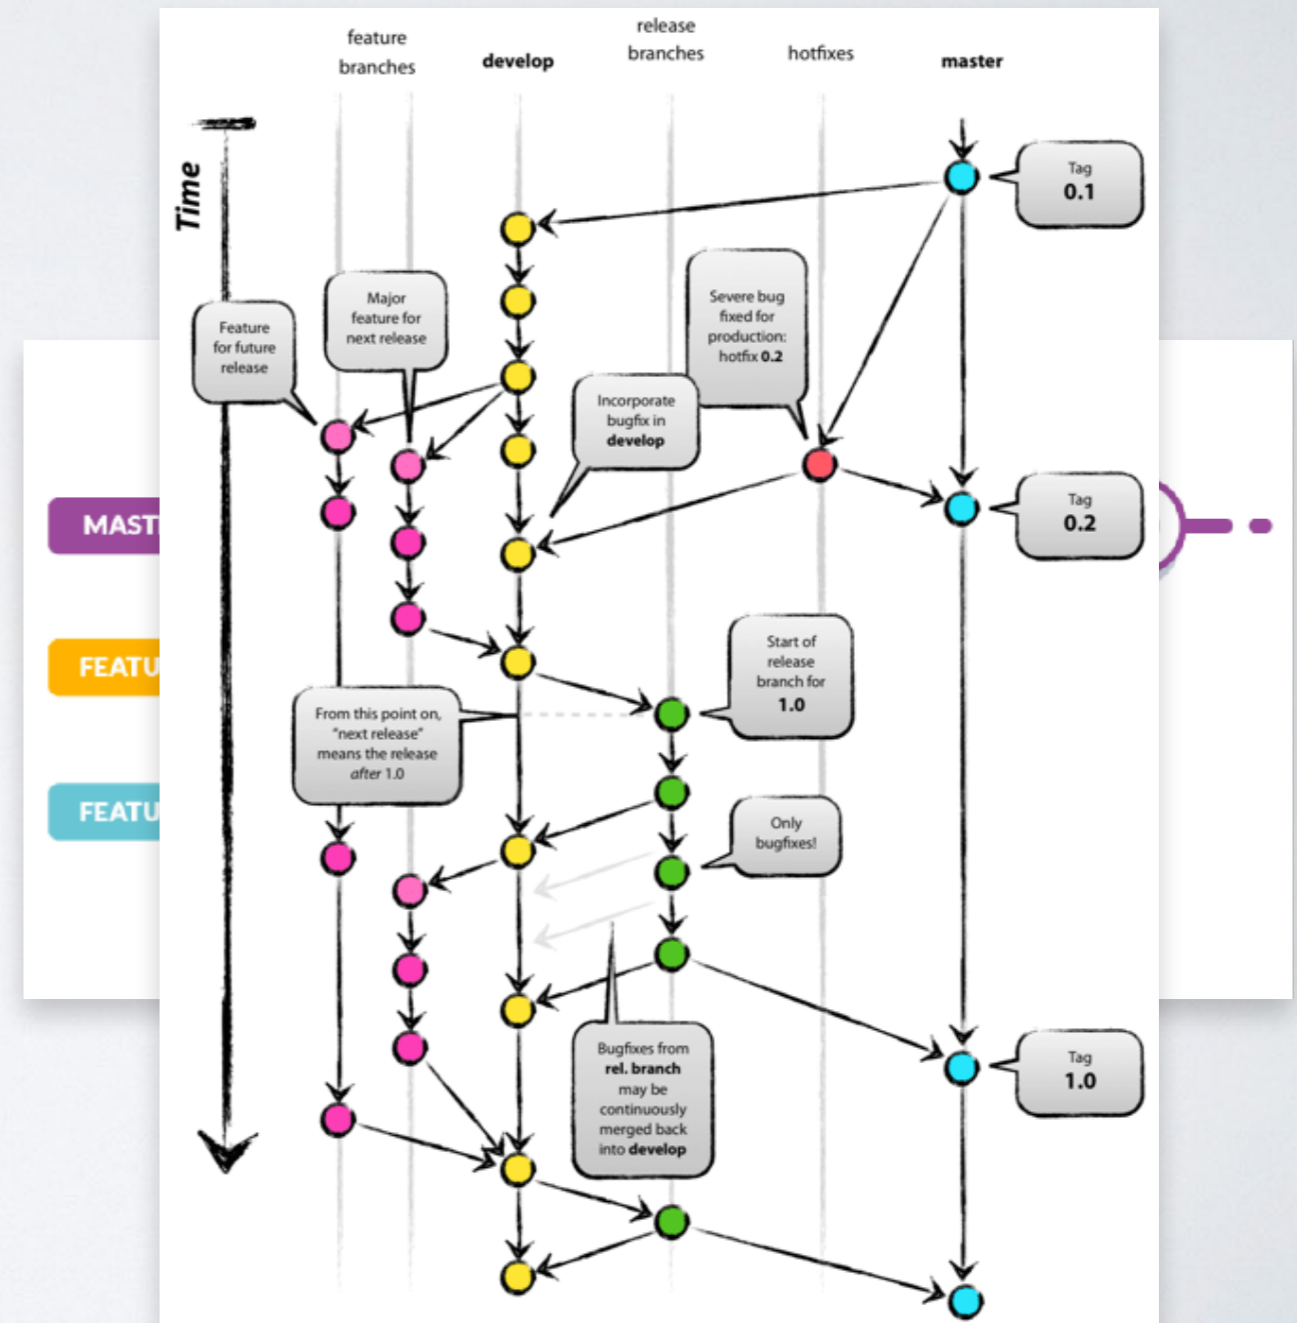 feature
branches
develop
release
branches
hotfixes
master
Time
Tag
0.1
Feature
for future
release
Major
feature for
next release
Severe bug
fixed for
production:
hotfix 0.2
Incorporate
bugfix in
develop
Tag
0.2
MAST
FEATU
FEATU
Start of
release
branch for
1.0
From this point on,
“next release”
means the release
after 1.0
Only
bugfixes!
Bugfixes from
rel. branch
may be
continuously
merged back
into develop
Tag
1.0